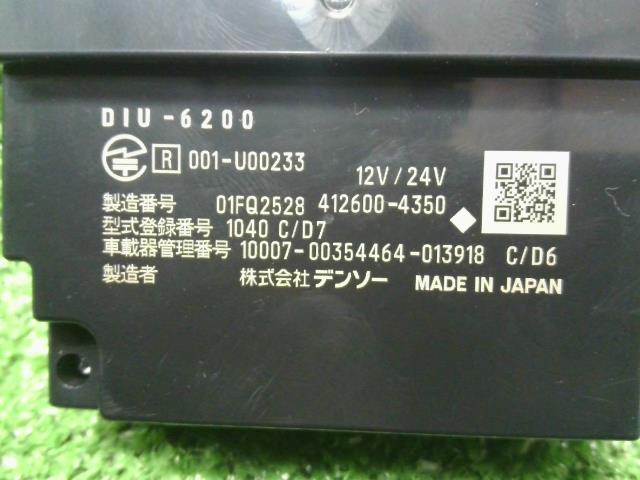 DIU-6200
R 001-U00233
12V/24V
製造番号 01FQ2528 412600-4350
型式登録番号 1040 C/D7
車載器管理番号 10007-00354464-013918 C/D6
製造者 株式会社デンソー MADE IN JAPAN